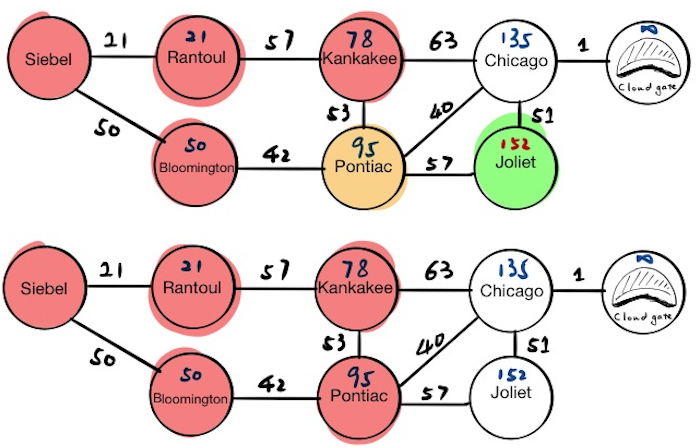 21
57
78
63
135
1
∞
Siebel
21
Rantoul
Kankakee
Chicago
Cloud gate
50
53
40
51
50
Bloomington
42
95
Pontiac
57
152
Joliet
21
57
78
63
135
1
∞
Siebel
21
Rantoul
Kankakee
Chicago
Cloud gate
50
53
40
51
50
Bloomington
42
95
Pontiac
57
152
Joliet